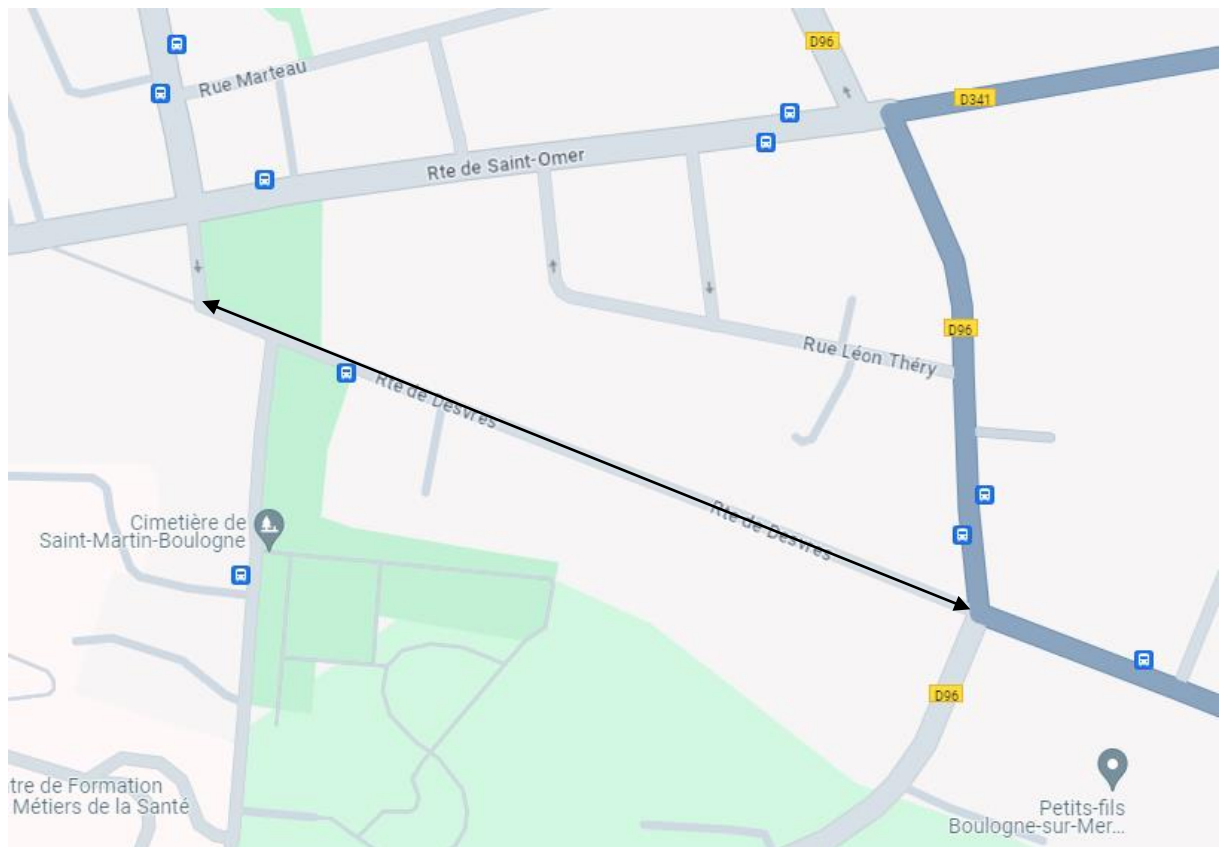 D96
Rue Marteau
D341
Rte de Saint-Omer
D96
Rue Léon Théry
Rte de Desvres
Rte de Desvres
Cimetière de
Saint-Martin-Boulogne
D96
tre de Formation
Métiers de la Santé
Petits-fils
Boulogne-sur-Mer...